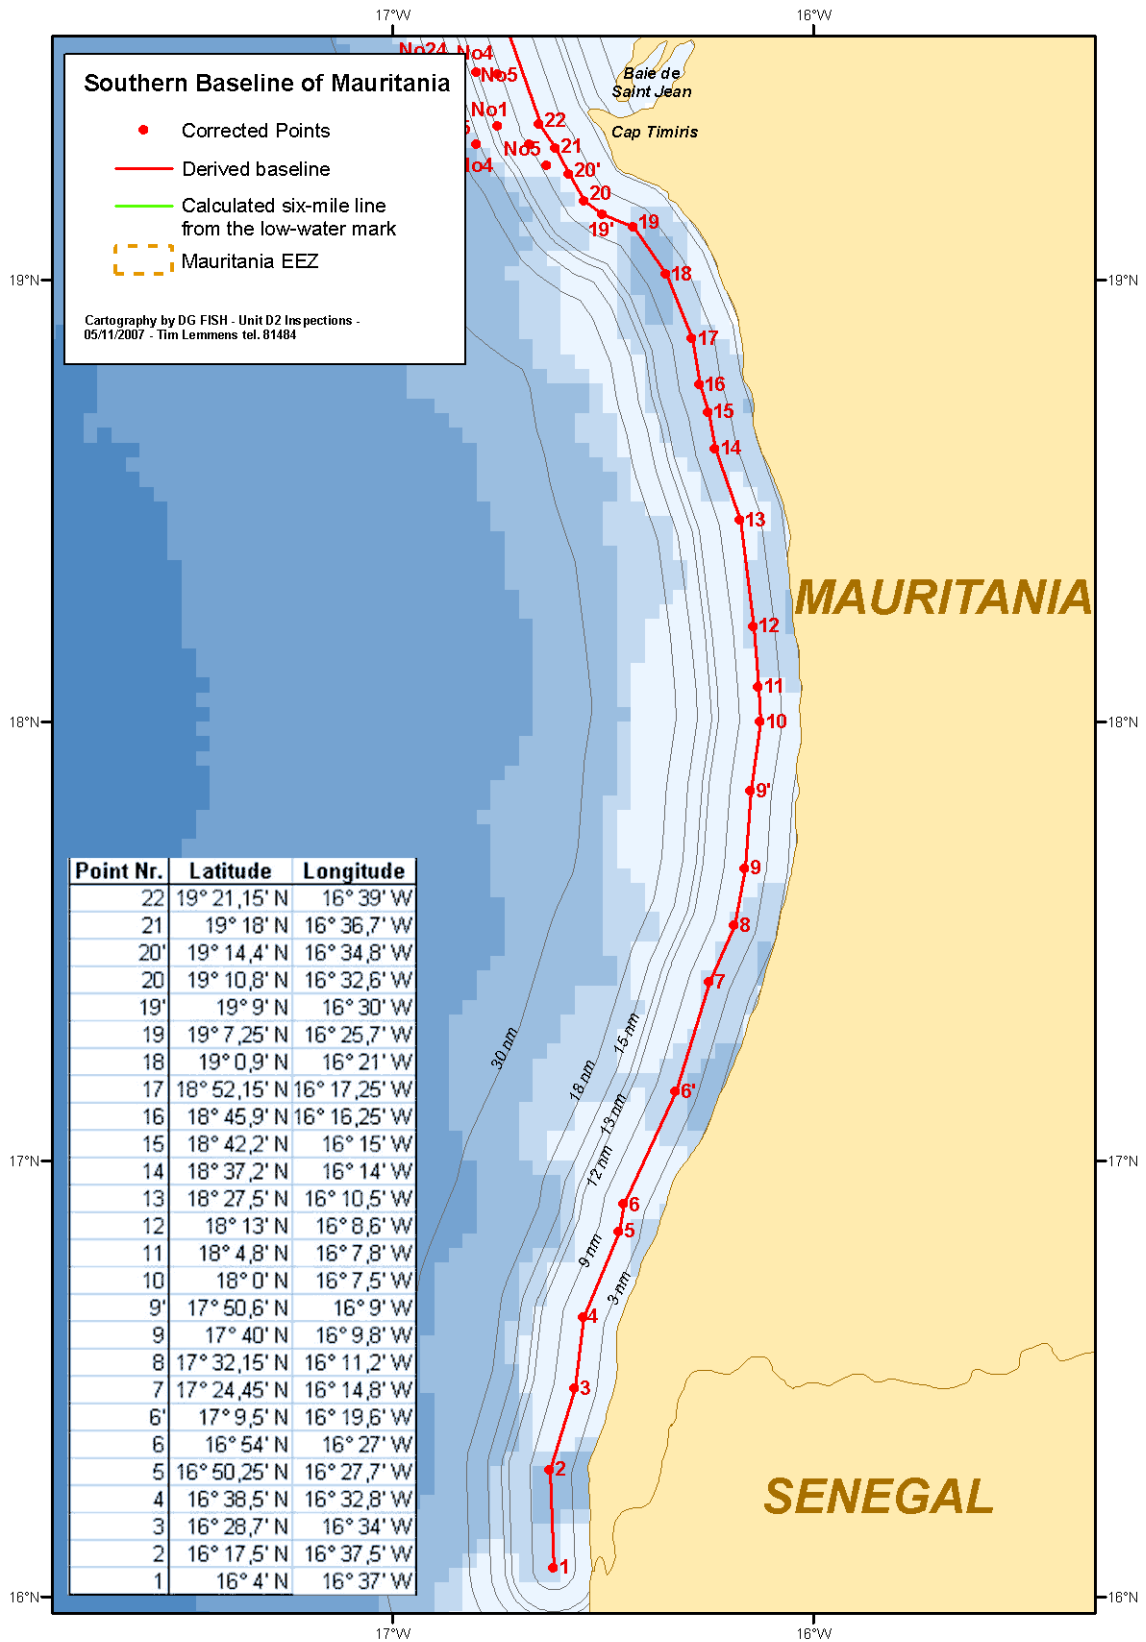 17°W
16°W
No24
No4
No5
No1
No5
No4
Southern Baseline of Mauritania
Corrected Points
Derived baseline
Calculated six-mile line
from the low-water mark
Mauritania EEZ
Cartography by DG FISH - Unit D2 Inspections -
05/11/2007 - Tim Lemmens tel. 81484
Baie de
Saint Jean
Cap Timiris
22
21
20'
20
19'
19
18
17
16
15
14
13
12
11
10
9'
9
8
7
6'
6
5
4
3
2
1
19°N
19°N
18°N
18°N
17°N
17°N
16°N
16°N
MAURITANIA
SENEGAL
30 nm
18 nm
15 nm
13 nm
12 nm
9 nm
3 nm
Point Nr. Latitude Longitude
22 19° 21,15' N 16° 39' W
21 19° 18' N 16° 36,7' W
20' 19° 14,4' N 16° 34,8' W
20 19° 10,8' N 16° 32,6' W
19' 19° 9' N 16° 30' W
19 19° 7,25' N 16° 25,7' W
18 19° 0,9' N 16° 21' W
17 18° 52,15' N 16° 17,25' W
16 18° 45,9' N 16° 16,25' W
15 18° 42,2' N 16° 15' W
14 18° 37,2' N 16° 14' W
13 18° 27,5' N 16° 10,5' W
12 18° 13' N 16° 8,6' W
11 18° 4,8' N 16° 7,8' W
10 18° 0' N 16° 7,5' W
9' 17° 50,6' N 16° 9' W
9 17° 40' N 16° 9,8' W
8 17° 32,15' N 16° 11,2' W
7 17° 24,45' N 16° 14,8' W
6' 17° 9,5' N 16° 19,6' W
6 16° 54' N 16° 27' W
5 16° 50,25' N 16° 27,7' W
4 16° 38,5' N 16° 32,8' W
3 16° 28,7' N 16° 34' W
2 16° 17,5' N 16° 37,5' W
1 16° 4' N 16° 37' W
17°W
16°W